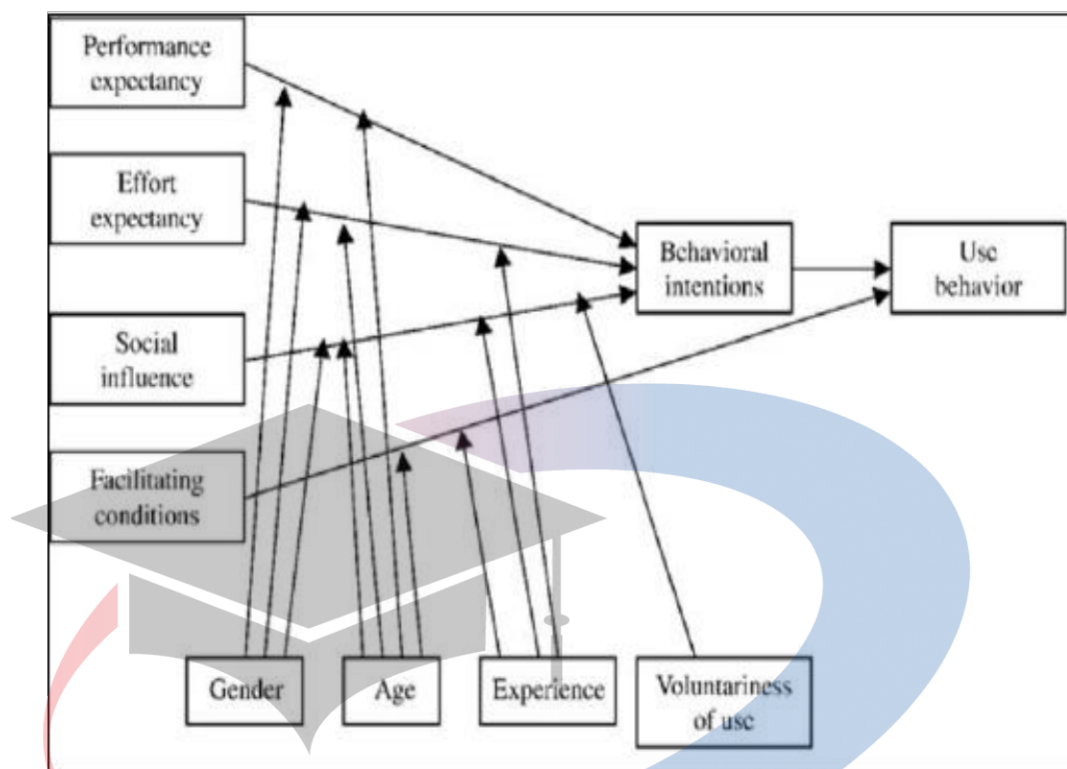 Performance
expectancy
Effort
expectancy
Social
influence
Facilitating
conditions
Behavioral
intentions
Use
behavior
Gender
Age
Experience
Voluntariness
of use